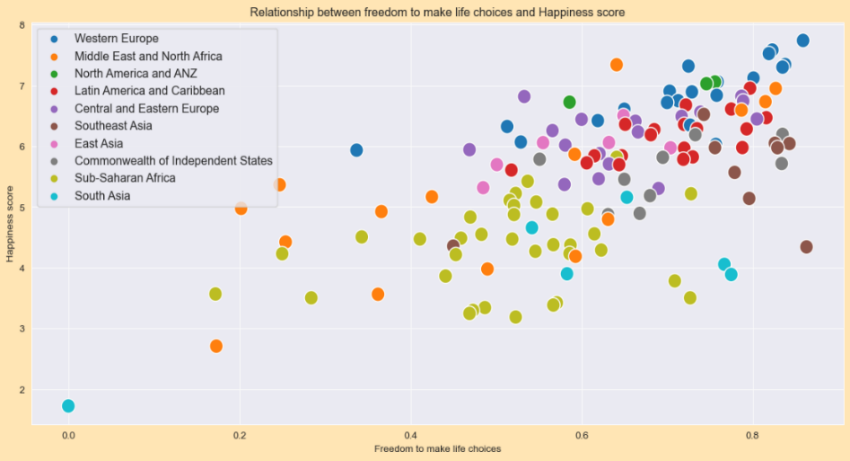 Relationship between freedom to make life choices and Happiness score
Western Europe
Middle East and North Africa
North America and ANZ
Latin America and Caribbean
Central and Eastern Europe
Southeast Asia
East Asia
Commonwealth of Independent States
Sub-Saharan Africa
South Asia
Happiness score
8
7
6
5
4
3
2
0.0
0.2
0.4
0.6
0.8
Freedom to make life choices